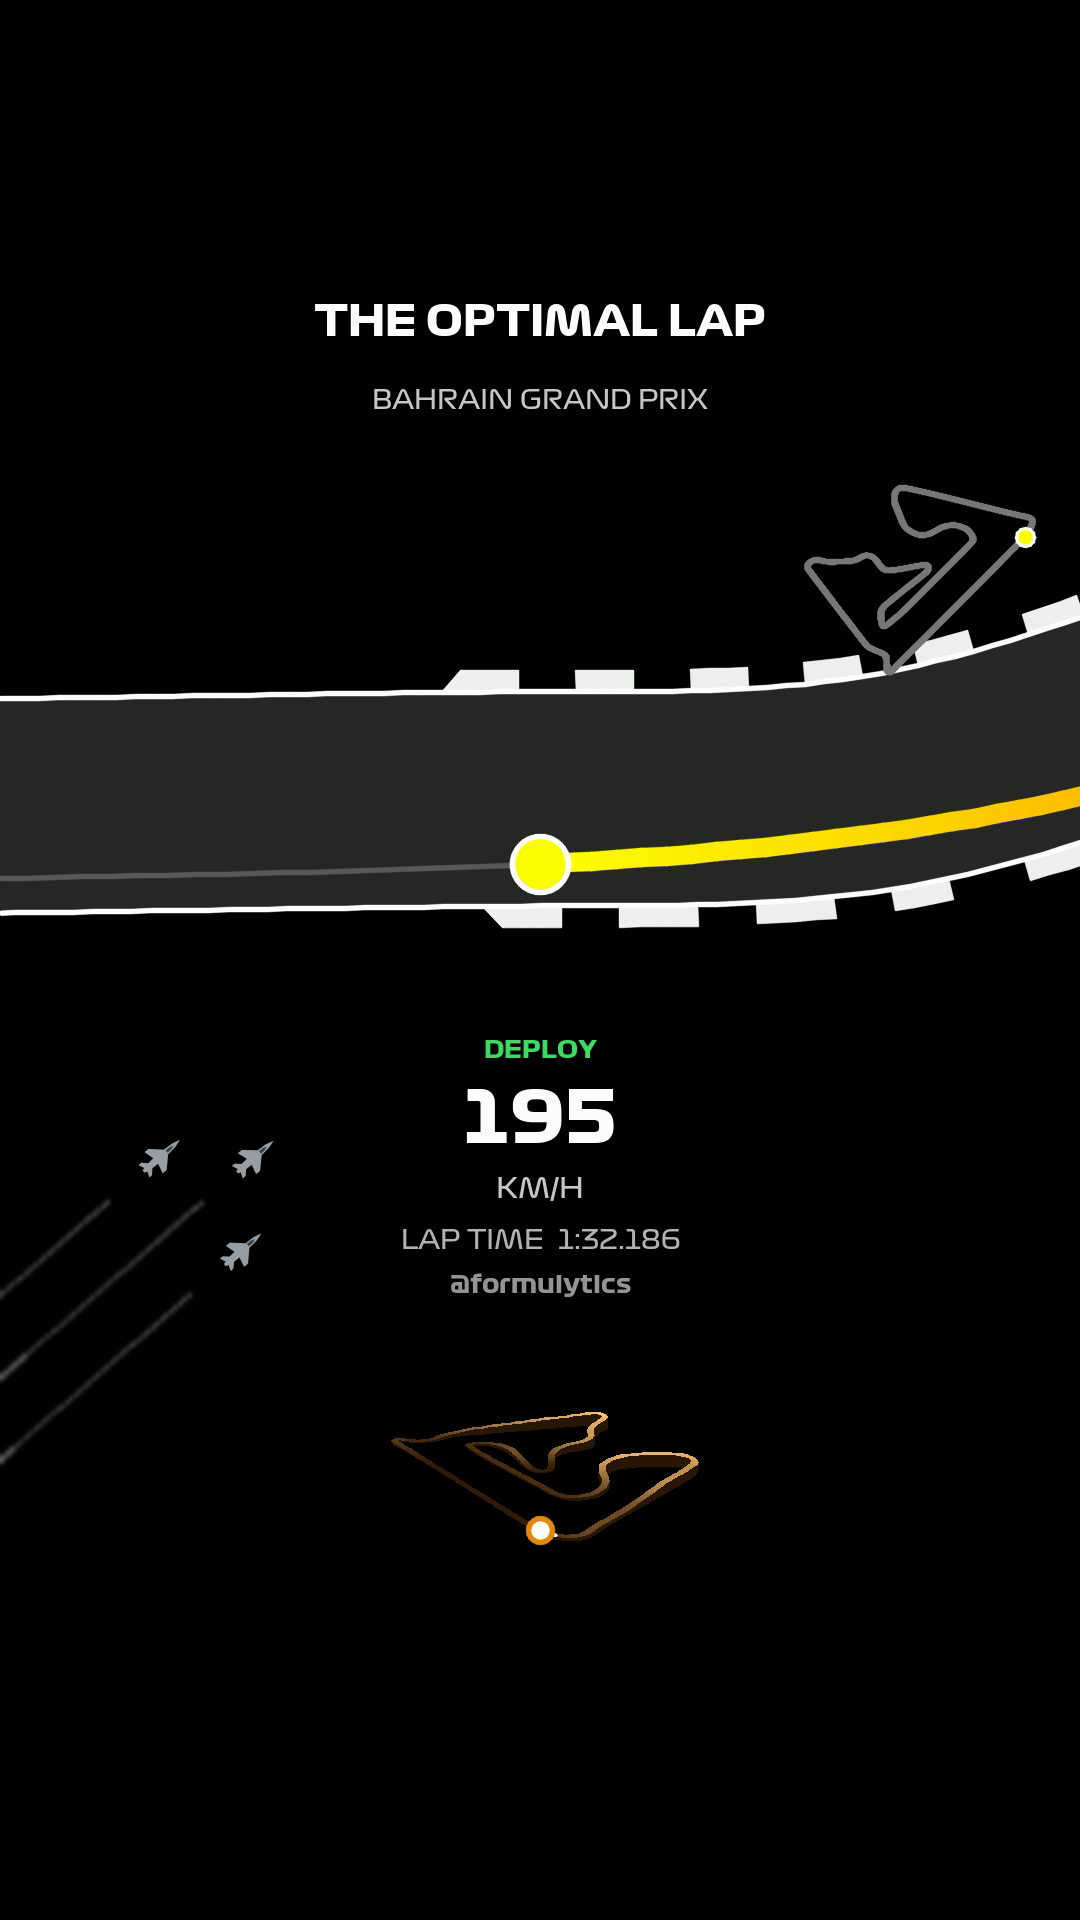 THE OPTIMAL LAP
BAHRAIN GRAND PRIX
DEPLOY
195
KM/H
LAP TIME 1:32.186
@formulytics